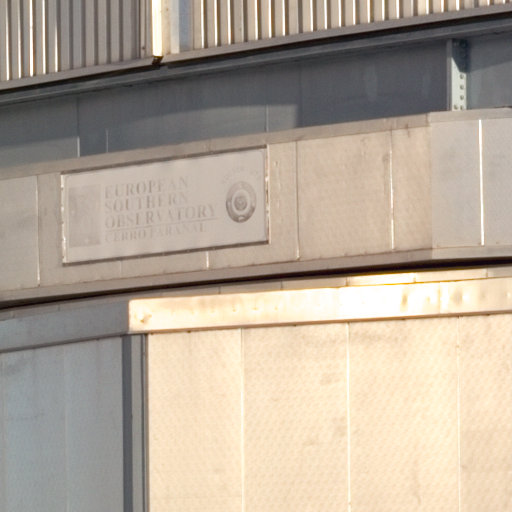 EUROPEAN
SOUTHERN
OBSERVATORY
CERRO PARANAL